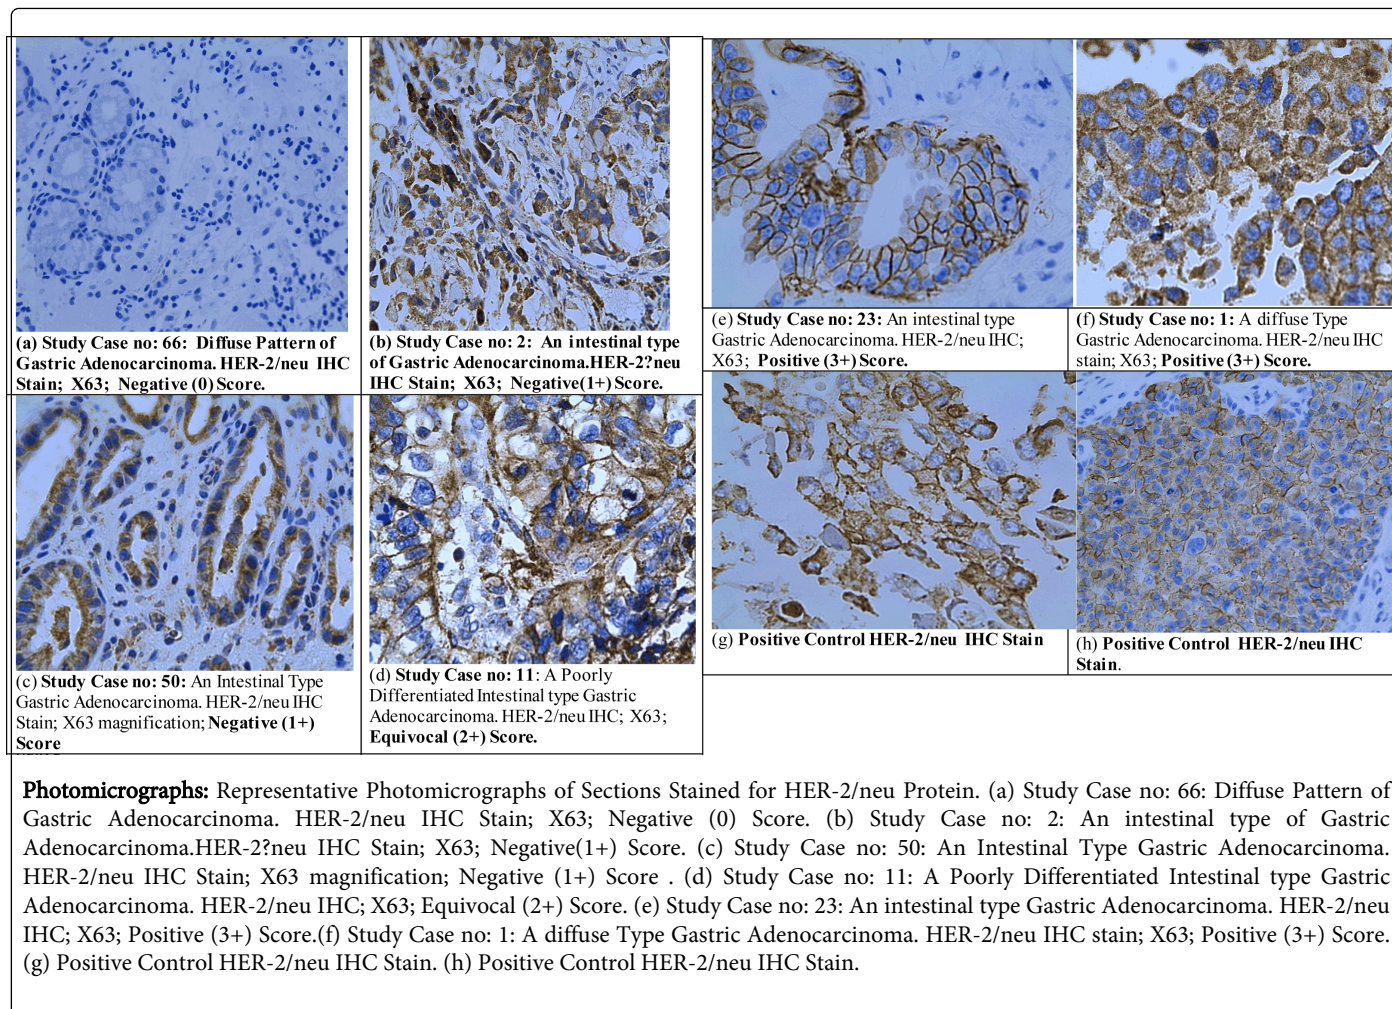 (a) Study Case no: 66: Diffuse Pattern of
Gastric Adenocarcinoma. HER-2/neu IHC
Stain; X63; Negative (0) Score.
(b) Study Case no: 2: An intestinal type
of Gastric Adenocarcinoma.HER-2?neu
IHC Stain; X63; Negative(1+) Score.
(c) Study Case no: 50: An Intestinal Type
Gastric Adenocarcinoma. HER-2/neu IHC
Stain; X63 magnification; Negative (1+)
Score
(d) Study Case no: 11: A Poorly
Differentiated Intestinal type Gastric
Adenocarcinoma. HER-2/neu IHC; X63;
Equivocal (2+) Score.
(e) Study Case no: 23: An intestinal type
Gastric Adenocarcinoma. HER-2/neu IHC;
X63; Positive (3+) Score.
(f) Study Case no: 1: A diffuse Type
Gastric Adenocarcinoma. HER-2/neu IHC
stain; X63; Positive (3+) Score.
(g) Positive Control HER-2/neu IHC Stain
(h) Positive Control HER-2/neu IHC
Stain.
Photomicrographs: Representative Photomicrographs of Sections Stained for HER-2/neu Protein. (a) Study Case no: 66: Diffuse Pattern of
Gastric Adenocarcinoma. HER-2/neu IHC Stain; X63; Negative (0) Score. (b) Study Case no: 2: An intestinal type of Gastric
Adenocarcinoma.HER-2?neu IHC Stain; X63; Negative(1+) Score. (c) Study Case no: 50: An Intestinal Type Gastric Adenocarcinoma.
HER-2/neu IHC Stain; X63 magnification; Negative (1+) Score . (d) Study Case no: 11: A Poorly Differentiated Intestinal type Gastric
Adenocarcinoma. HER-2/neu IHC; X63; Equivocal (2+) Score. (e) Study Case no: 23: An intestinal type Gastric Adenocarcinoma. HER-2/neu
IHC; X63; Positive (3+) Score.(f) Study Case no: 1: A diffuse Type Gastric Adenocarcinoma. HER-2/neu IHC stain; X63; Positive (3+) Score.
(g) Positive Control HER-2/neu IHC Stain. (h) Positive Control HER-2/neu IHC Stain.